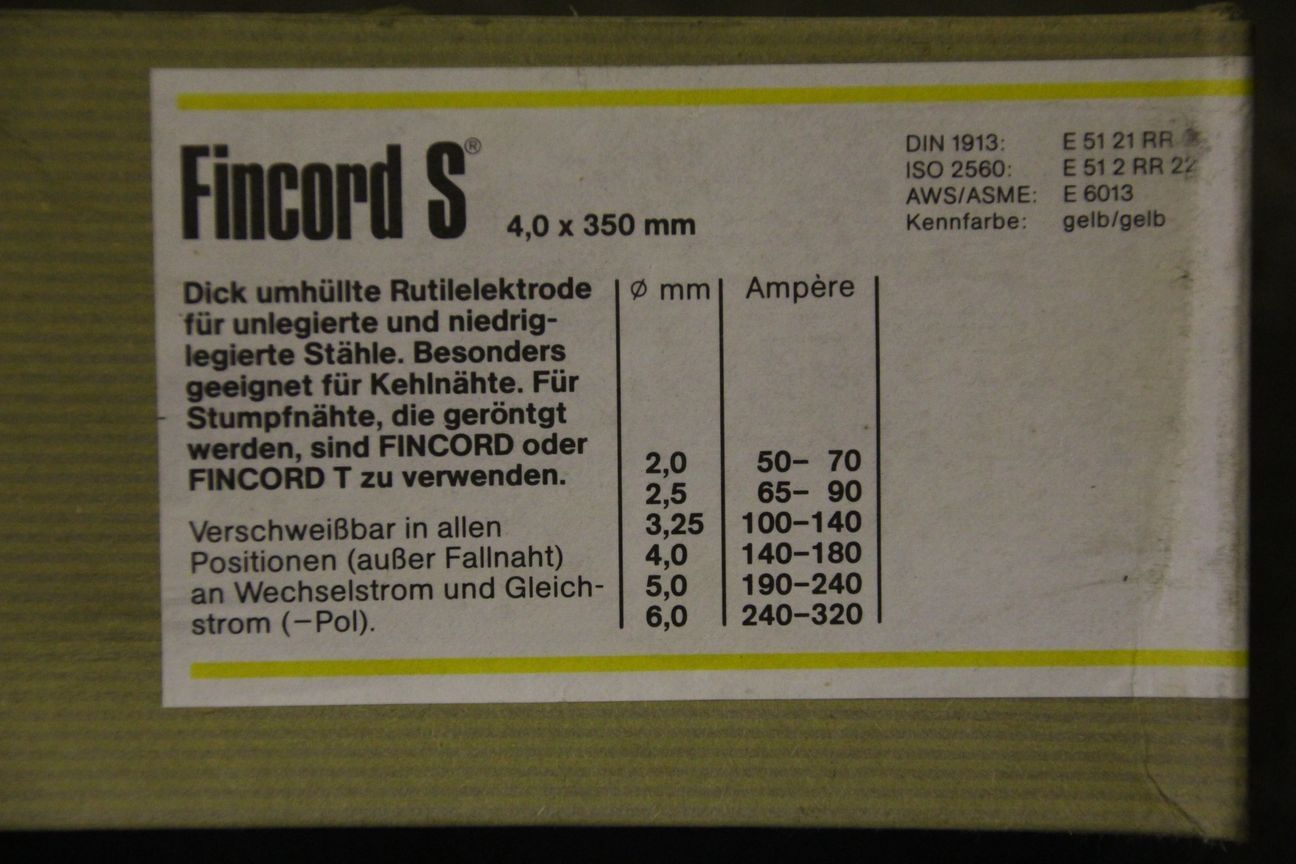 Fincord S®
4,0 x 350 mm
DIN 1913: E 51 21 RR
ISO 2560: E 51 2 RR 22
AWS/ASME: E 6013
Kennfarbe: gelb/gelb
Dick umhüllte Rutilelektrode
für unlegierte und niedrig-
legierte Stähle. Besonders
geeignet für Kehlnähte. Für
Stumpfnähte, die geröntgt
werden, sind FINCORD oder
FINCORD T zu verwenden.
Verschweißbar in allen
Positionen (außer Fallnaht)
an Wechselstrom und Gleich-
strom (−Pol).
Ø mm Ampère
2,0 50– 70
2,5 65– 90
3,25 100–140
4,0 140–180
5,0 190–240
6,0 240–320